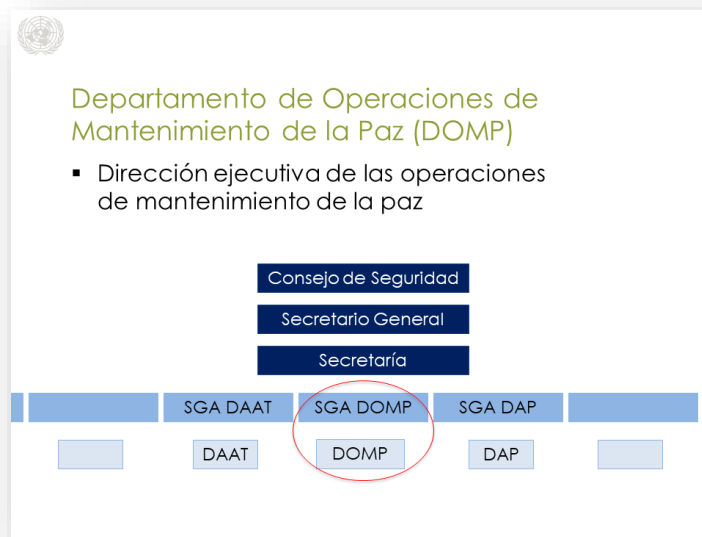 Departamento de Operaciones de
Mantenimiento de la Paz (DOMP)
▪ Dirección ejecutiva de las operaciones
de mantenimiento de la paz
Consejo de Seguridad
Secretario General
Secretaría
SGA DAAT SGA DOMP SGA DAP
DAAT DOMP DAP